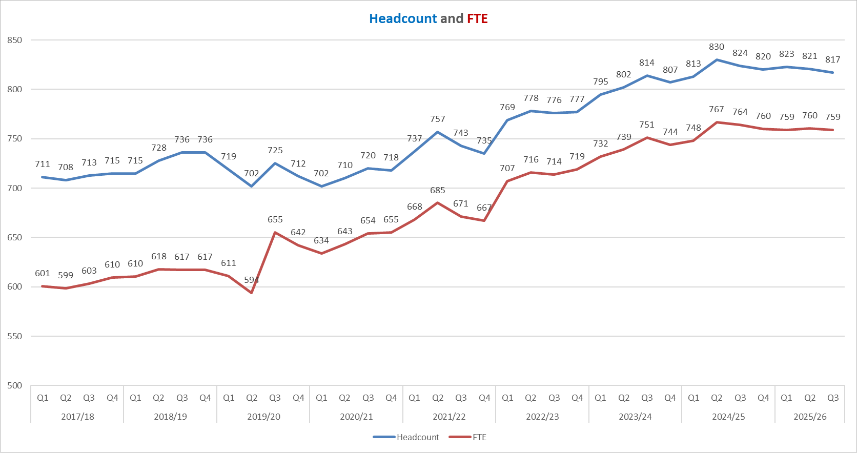 Headcount and FTE
850
800
750
700
650
600
550
500
711 708 713 715 715 728 736 736 719 702 725 712 702 710 720 718 737 757 743 735 769 778 776 777 795 802 814 807 813 830 824 820 823 821 817
601 599 603 610 610 618 617 617 611 594 655 642 634 643 654 655 668 685 671 667 707 716 714 719 732 739 751 744 748 767 764 760 759 760 759
Q1 Q2 Q3 Q4 Q1 Q2 Q3 Q4 Q1 Q2 Q3 Q4 Q1 Q2 Q3 Q4 Q1 Q2 Q3 Q4 Q1 Q2 Q3 Q4 Q1 Q2 Q3 Q4 Q1 Q2 Q3 Q4 Q1 Q2 Q3
2017/18 2018/19 2019/20 2020/21 2021/22 2022/23 2023/24 2024/25 2025/26
Headcount FTE